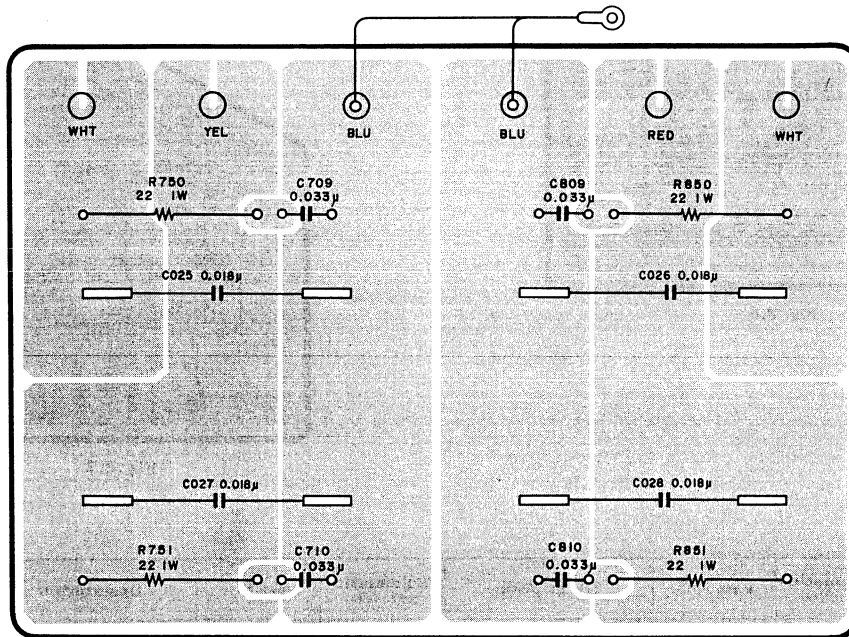 WHT YEL BLU BLU RED WHT
R750 C709 C809 R850
22 1W 0.033µ 0.033µ 22 1W
C025 0.018µ C026 0.018µ
C027 0.018µ C028 0.018µ
R751 C710 C810 R851
22 1W 0.033µ 0.033µ 22 1W